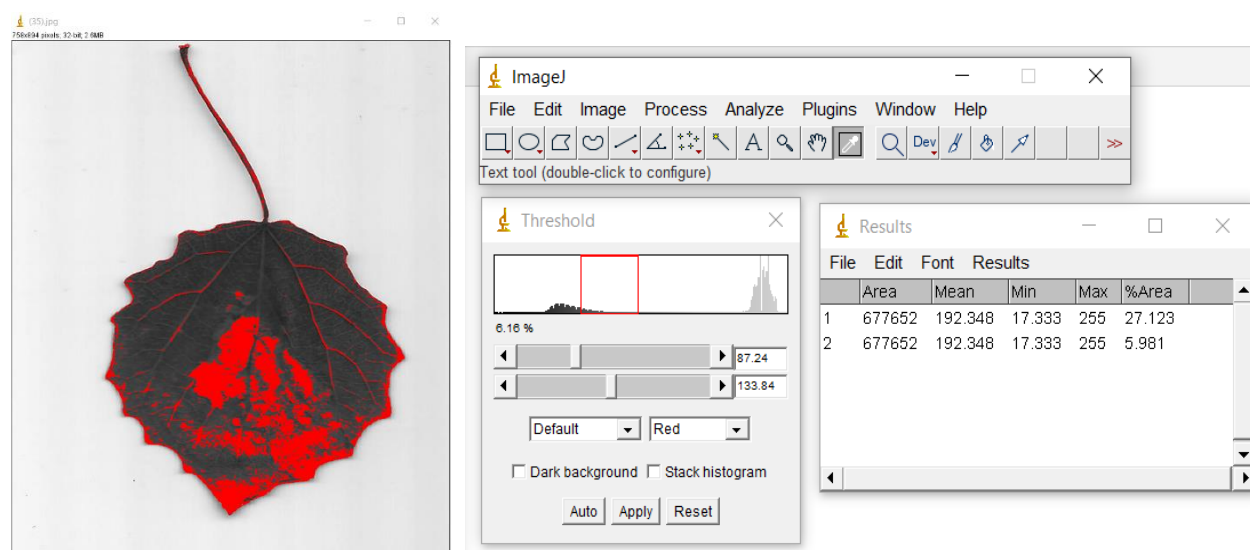 (35).jpg
758x894 pixels; 32-bit; 2.6MB
ImageJ
File Edit Image Process Analyze Plugins Window Help
A Dev >>
Text tool (double-click to configure)
Threshold
6.16 %
87.24
133.84
Default Red
Dark background Stack histogram
Auto Apply Reset
Results
File Edit Font Results
Area Mean Min Max %Area
1 677652 192.348 17.333 255 27.123
2 677652 192.348 17.333 255 5.981